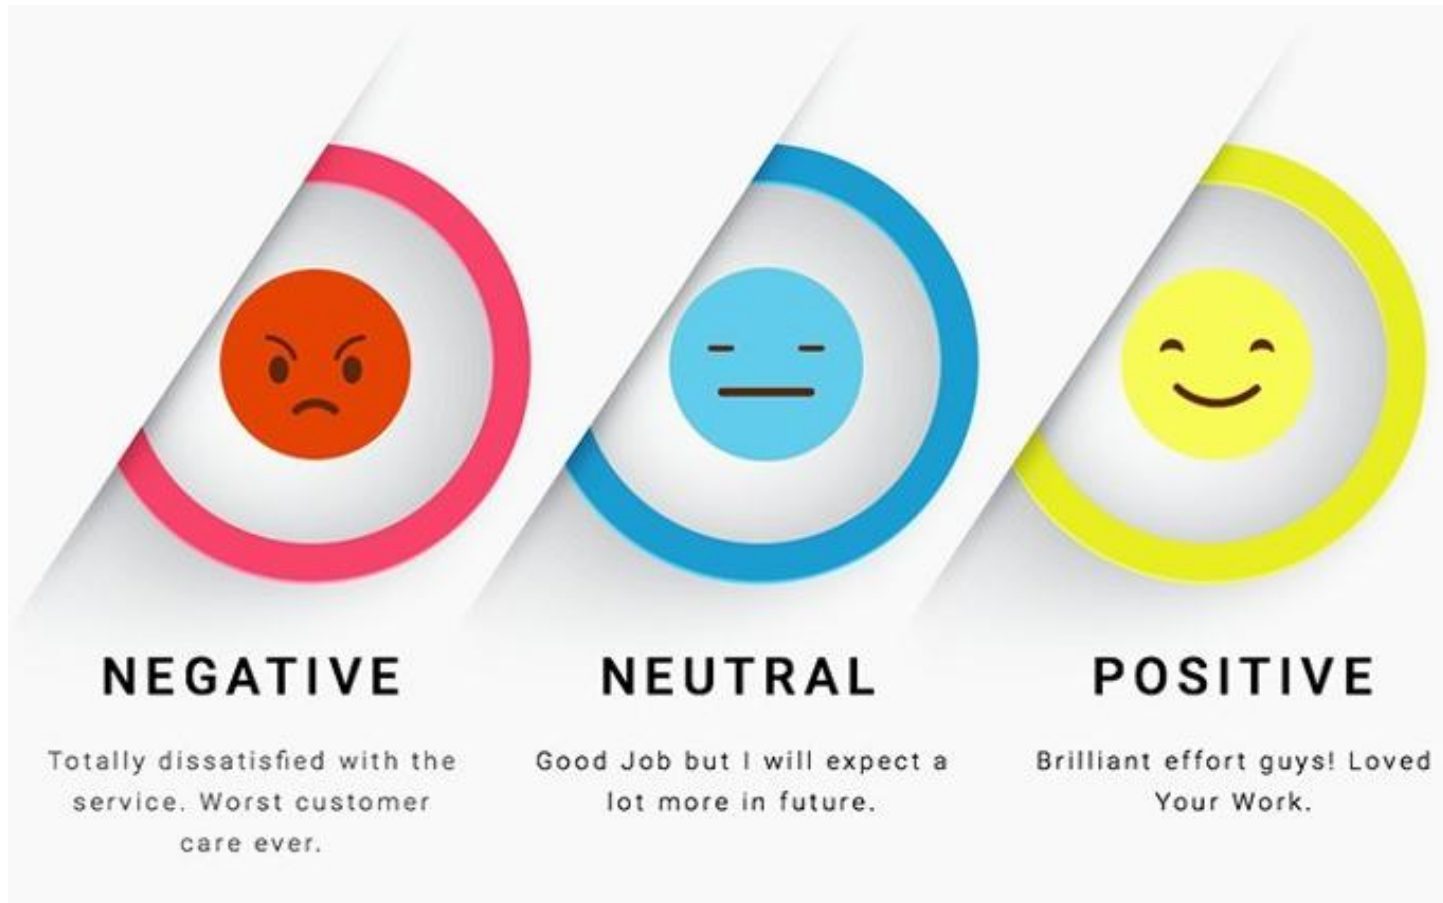 NEGATIVE
Totally dissatisfied with the
service. Worst customer
care ever.
NEUTRAL
Good Job but I will expect a
lot more in future.
POSITIVE
Brilliant effort guys! Loved
Your Work.